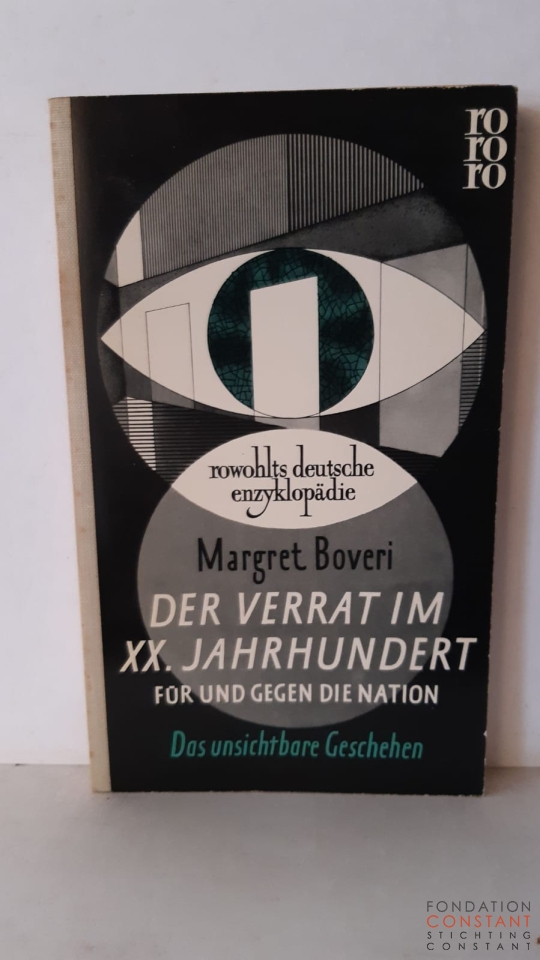 ro
ro
ro
rowohlts deutsche
enzyklopädie
Margret Boveri
DER VERRAT IM
XX. JAHRHUNDERT
FÜR UND GEGEN DIE NATION
Das unsichtbare Geschehen
FONDATION
CONSTANT
STICHTING
CONSTANT